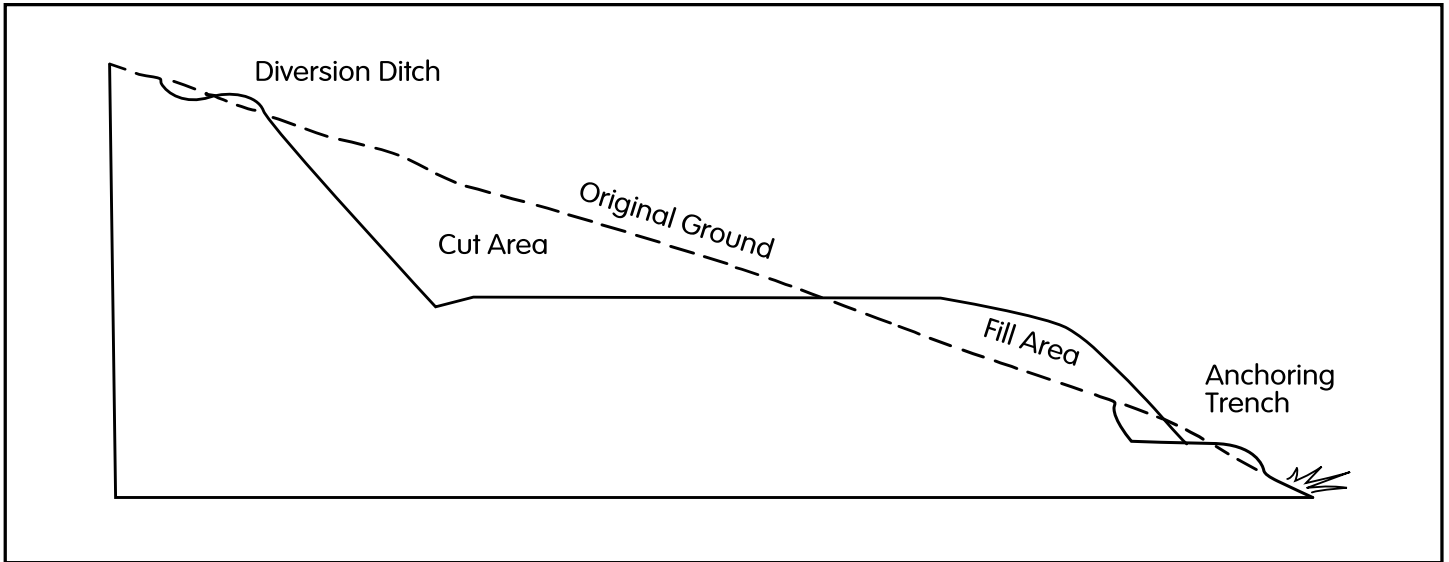 Diversion Ditch
Original Ground
Cut Area
Fill Area
Anchoring
Trench